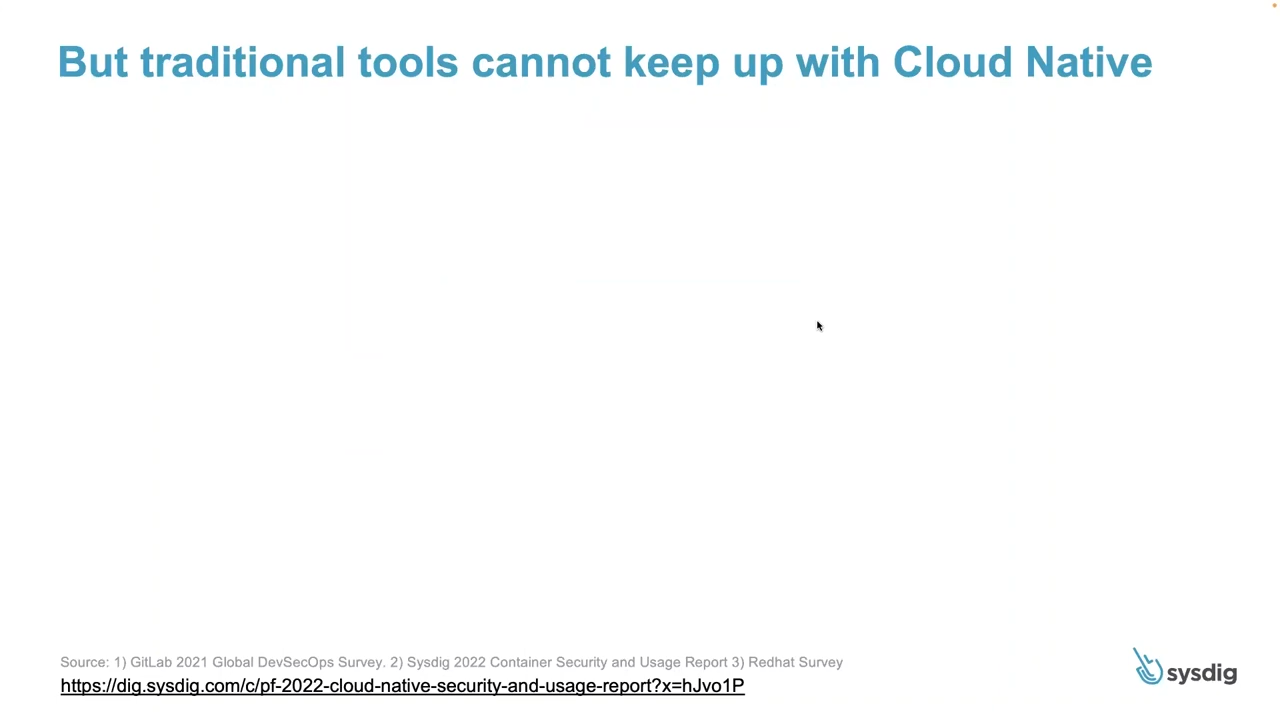 But traditional tools cannot keep up with Cloud Native
Source: 1) GitLab 2021 Global DevSecOps Survey. 2) Sysdig 2022 Container Security and Usage Report 3) Redhat Survey
https://dig.sysdig.com/c/pf-2022-cloud-native-security-and-usage-report?x=hJvo1P
sysdig